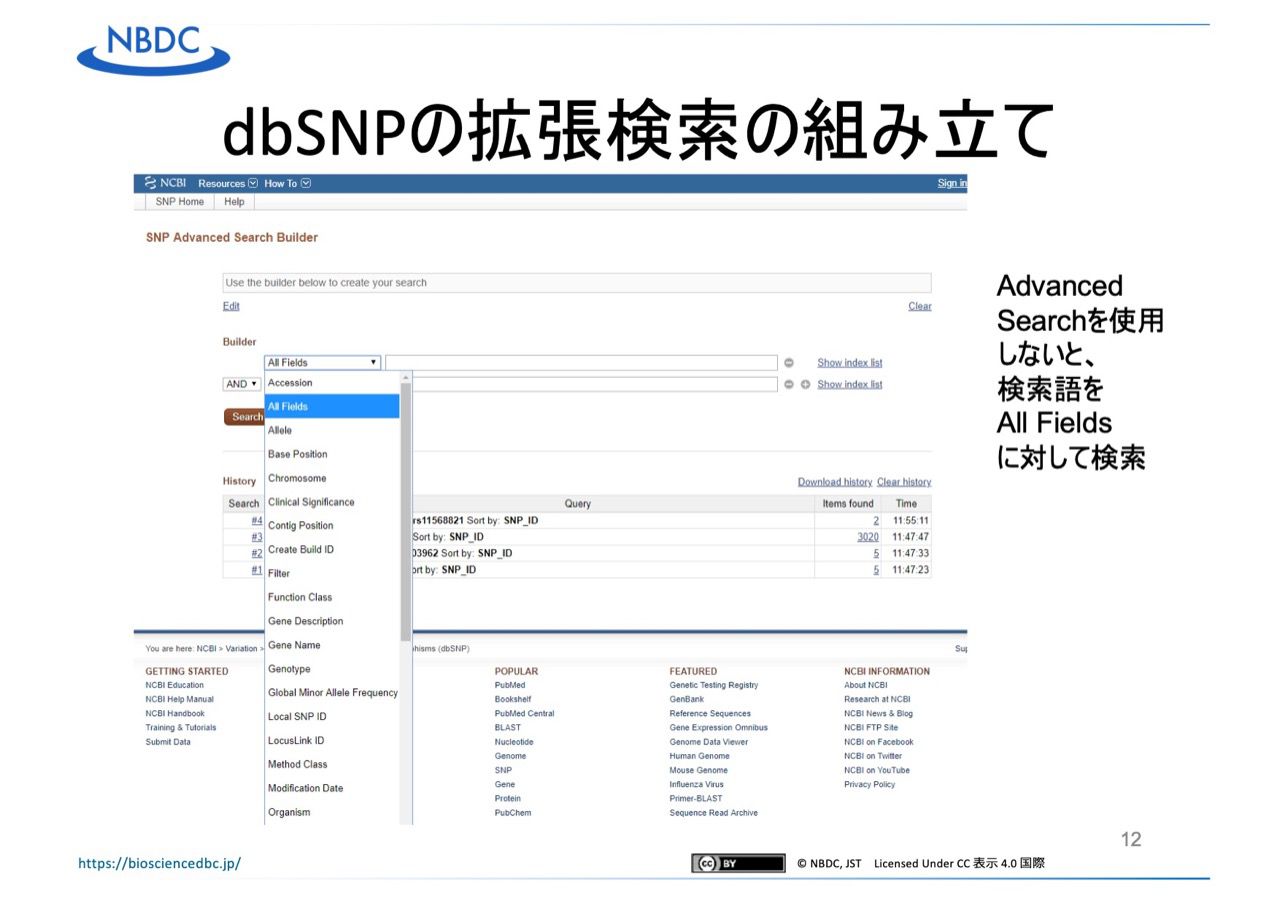 NBDC
dbSNPの拡張検索の組み立て
NCBI Resources How To Sign in
SNP Home Help
SNP Advanced Search Builder
Use the builder below to create your search
Edit Clear
Builder
All Fields Show index list
AND Show index list
Search
Accession
All Fields
Allele
Base Position
Chromosome
Clinical Significance
Contig Position
Create Build ID
Filter
Function Class
Gene Description
Gene Name
Genotype
Global Minor Allele Frequency
Local SNP ID
LocusLink ID
Method Class
Modification Date
Organism
History Download history Clear history
Search Query Items found Time
#4 rs11568821 Sort by: SNP_ID 2 11:55:11
#3 Sort by: SNP_ID 3020 11:47:47
#2 03962 Sort by: SNP_ID 5 11:47:33
#1 ort by: SNP_ID 5 11:47:23
You are here: NCBI > Variation > hisms (dbSNP)
GETTING STARTED
NCBI Education
NCBI Help Manual
NCBI Handbook
Training & Tutorials
Submit Data
POPULAR
PubMed
Bookshelf
PubMed Central
BLAST
Nucleotide
Genome
SNP
Gene
Protein
PubChem
FEATURED
Genetic Testing Registry
GenBank
Reference Sequences
Gene Expression Omnibus
Genome Data Viewer
Human Genome
Mouse Genome
Influenza Virus
Primer-BLAST
Sequence Read Archive
NCBI INFORMATION
About NCBI
Research at NCBI
NCBI News & Blog
NCBI FTP Site
NCBI on Facebook
NCBI on Twitter
NCBI on YouTube
Privacy Policy
Advanced
Searchを使用
しないと、
検索語を
All Fields
に対して検索
12
https://biosciencedbc.jp/
cc BY © NBDC, JST Licensed Under CC 表示 4.0 国際